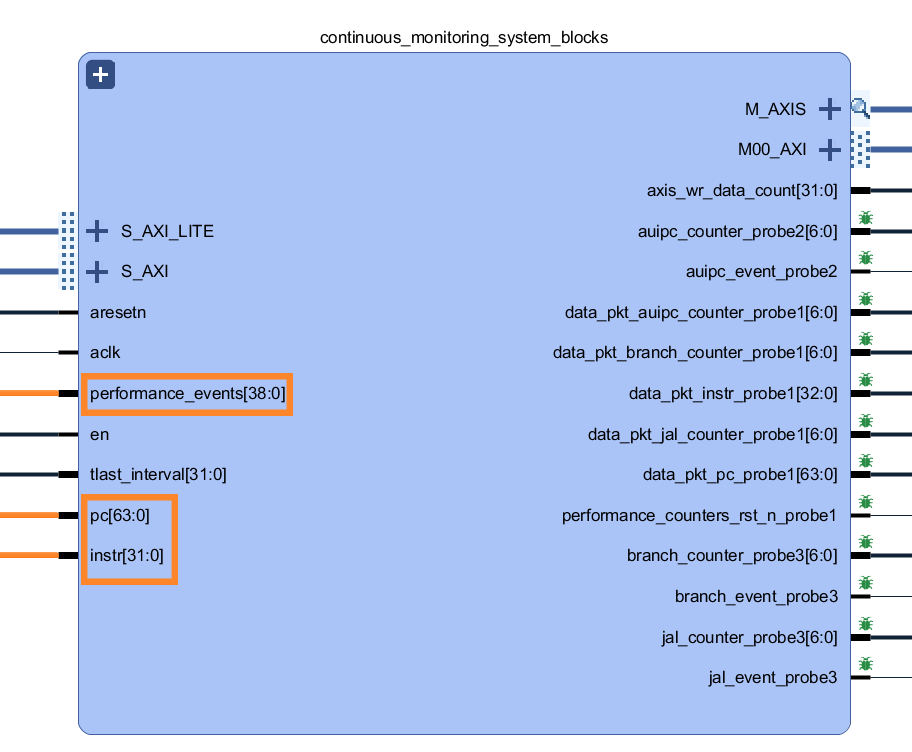 continuous_monitoring_system_blocks
M_AXIS
M00_AXI
axis_wr_data_count[31:0]
S_AXI_LITE
auipc_counter_probe2[6:0]
S_AXI
auipc_event_probe2
aresetn
data_pkt_auipc_counter_probe1[6:0]
aclk
data_pkt_branch_counter_probe1[6:0]
performance_events[38:0]
data_pkt_instr_probe1[32:0]
en
data_pkt_jal_counter_probe1[6:0]
tlast_interval[31:0]
data_pkt_pc_probe1[63:0]
pc[63:0]
performance_counters_rst_n_probe1
instr[31:0]
branch_counter_probe3[6:0]
branch_event_probe3
jal_counter_probe3[6:0]
jal_event_probe3